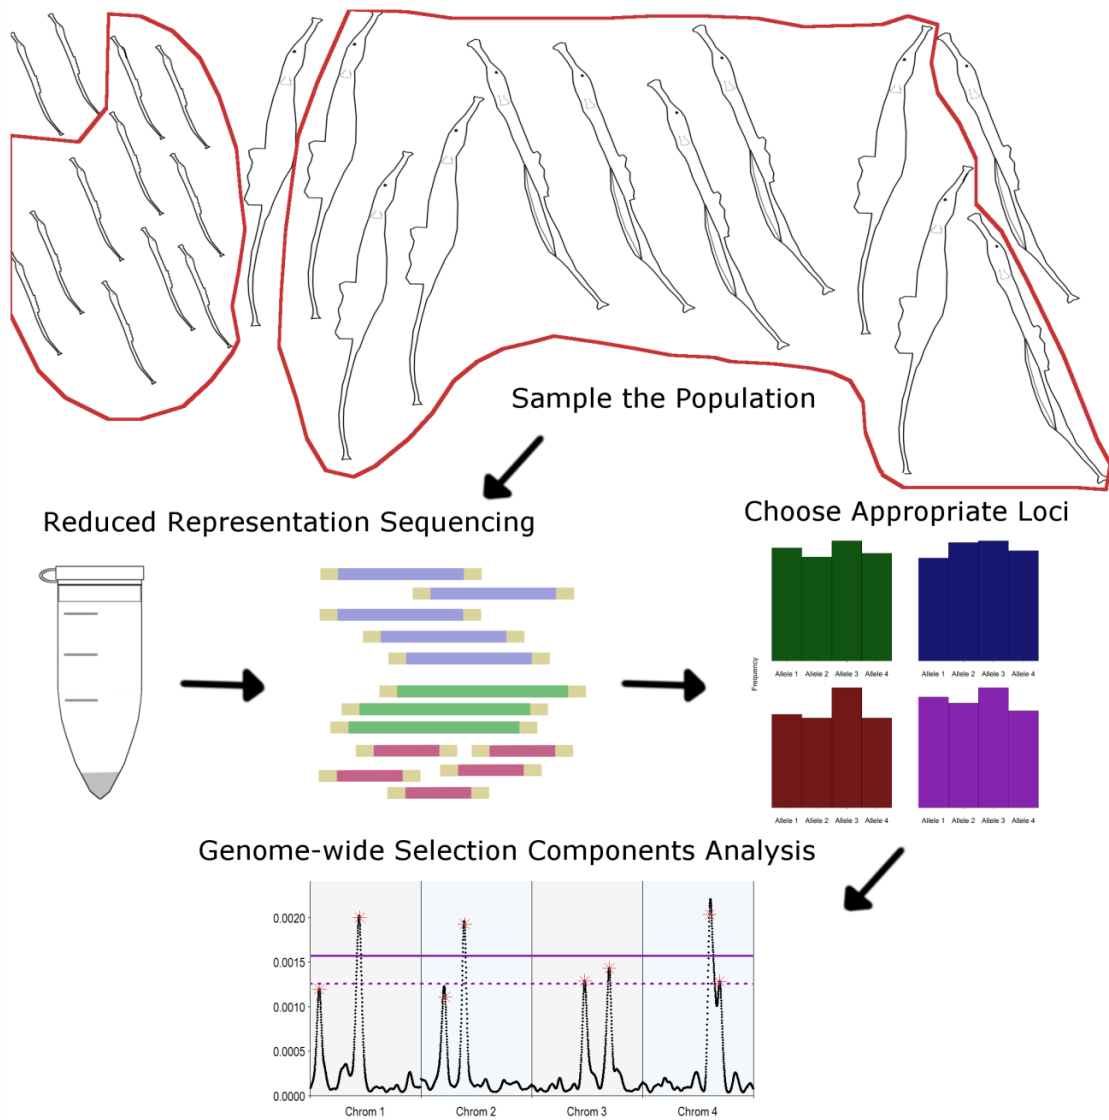 Sample the Population
Reduced Representation Sequencing
Choose Appropriate Loci
Frequency
Allele 1 Allele 2 Allele 3 Allele 4
Allele 1 Allele 2 Allele 3 Allele 4
Allele 1 Allele 2 Allele 3 Allele 4
Allele 1 Allele 2 Allele 3 Allele 4
Genome-wide Selection Components Analysis
0.0020
0.0015
0.0010
0.0005
0.0000
Chrom 1 Chrom 2 Chrom 3 Chrom 4